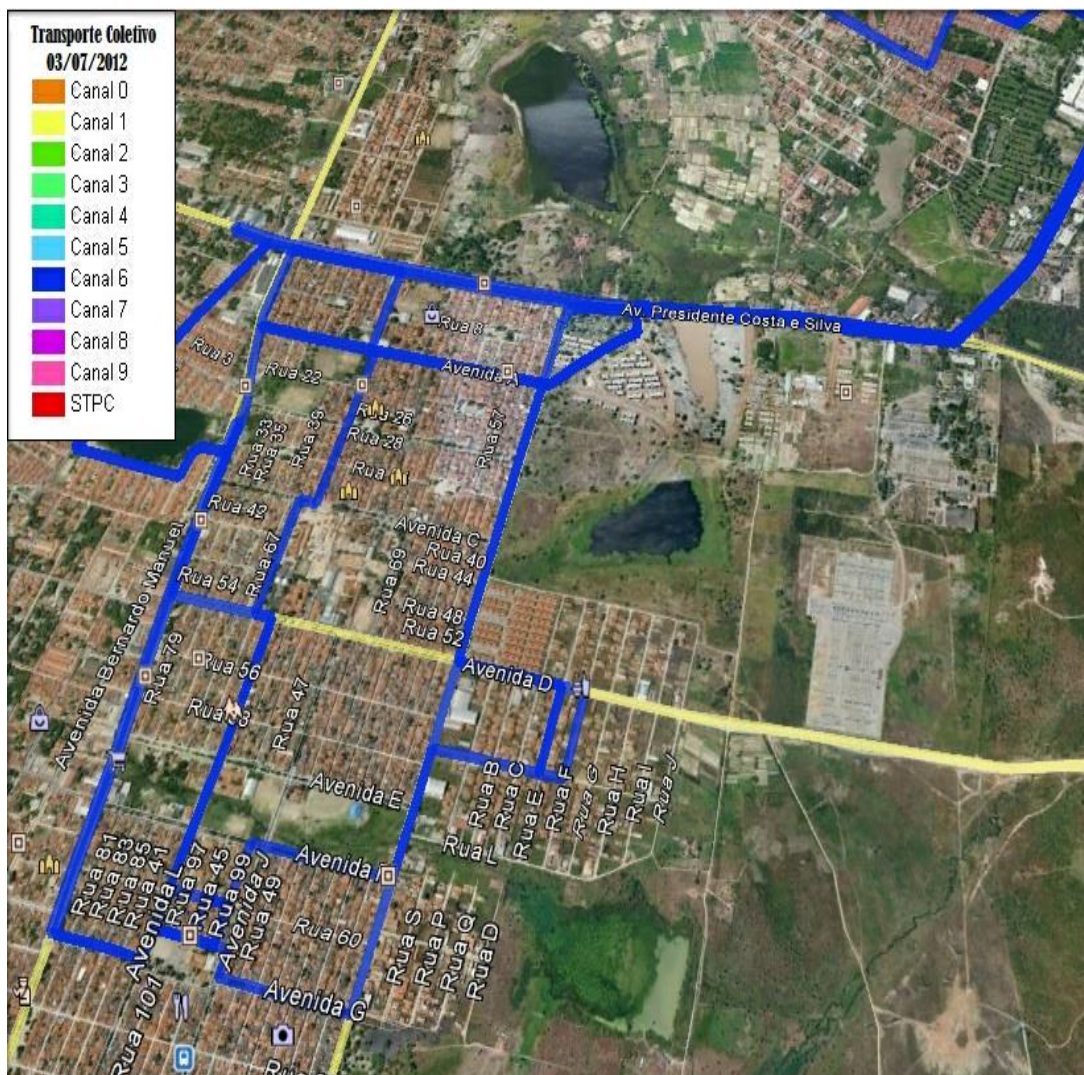 Transporte Coletivo
03/07/2012
Canal 0
Canal 1
Canal 2
Canal 3
Canal 4
Canal 5
Canal 6
Canal 7
Canal 8
Canal 9
STPC
Av. Presidente Costa e Silva
Rua 8
Rua 3
Rua 22
Avenida A
Rua 26
Rua 33
Rua 35
Rua 39
Rua 28
Rua 57
Rua
Rua 42
Avenida C
Rua 40
Rua 44
Rua 67
Rua 69
Rua 54
Rua 48
Rua 52
Avenida Bernardo Manuel
Rua 79
Rua 56
Avenida D
Rua 47
Avenida E
Rua B
Rua C
Rua E
Rua F
Rua G
Rua H
Rua I
Rua J
Rua L
Rua 81
Rua 83
Rua 85
Rua 41
Avenida L
Rua 97
Rua 45
Rua 99
Avenida J
Rua 49
Avenida
Rua 60
Rua S
Rua P
Rua Q
Rua D
Avenida G
Rua 101